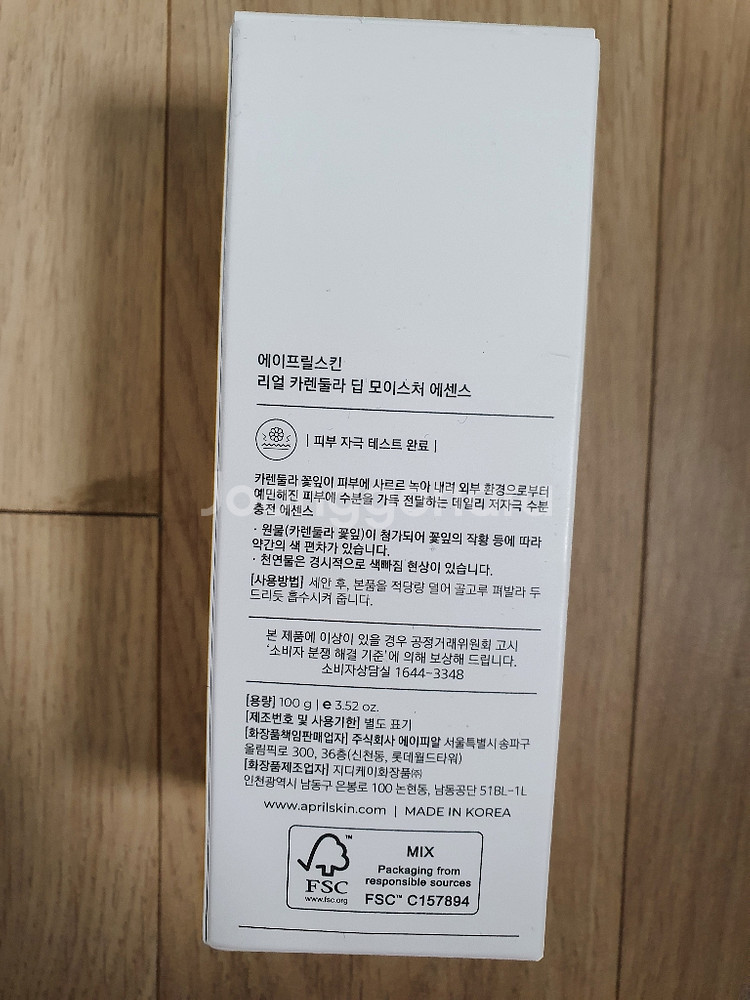 에이프릴스킨
리얼 카렌둘라 딥 모이스처 에센스
| 피부 자극 테스트 완료 |
카렌둘라 꽃잎이 피부에 사르르 녹아 내려 외부 환경으로부터
예민해진 피부에 수분을 가득 전달하는 데일리 저자극 수분
충전 에센스
· 원물(카렌둘라 꽃잎)이 첨가되어 꽃잎의 작황 등에 따라
약간의 색 편차가 있습니다.
· 천연물은 경시적으로 색빠짐 현상이 있습니다.
[사용방법] 세안 후, 본품을 적당량 덜어 골고루 펴발라 두
드리듯 흡수시켜 줍니다.
본 제품에 이상이 있을 경우 공정거래위원회 고시
'소비자 분쟁 해결 기준'에 의해 보상해 드립니다.
소비자상담실 1644-3348
[용량] 100 g | e 3.52 oz.
[제조번호 및 사용기한] 별도 표기
[화장품책임판매업자] 주식회사 에이피알 서울특별시 송파구
올림픽로 300, 36층(신천동, 롯데월드타워)
[화장품제조업자] 지디케이화장품㈜
인천광역시 남동구 은봉로 100 논현동, 남동공단 51BL-1L
www.aprilskin.com | MADE IN KOREA
FSC™
www.fsc.org
MIX
Packaging from
responsible sources
FSC™ C157894